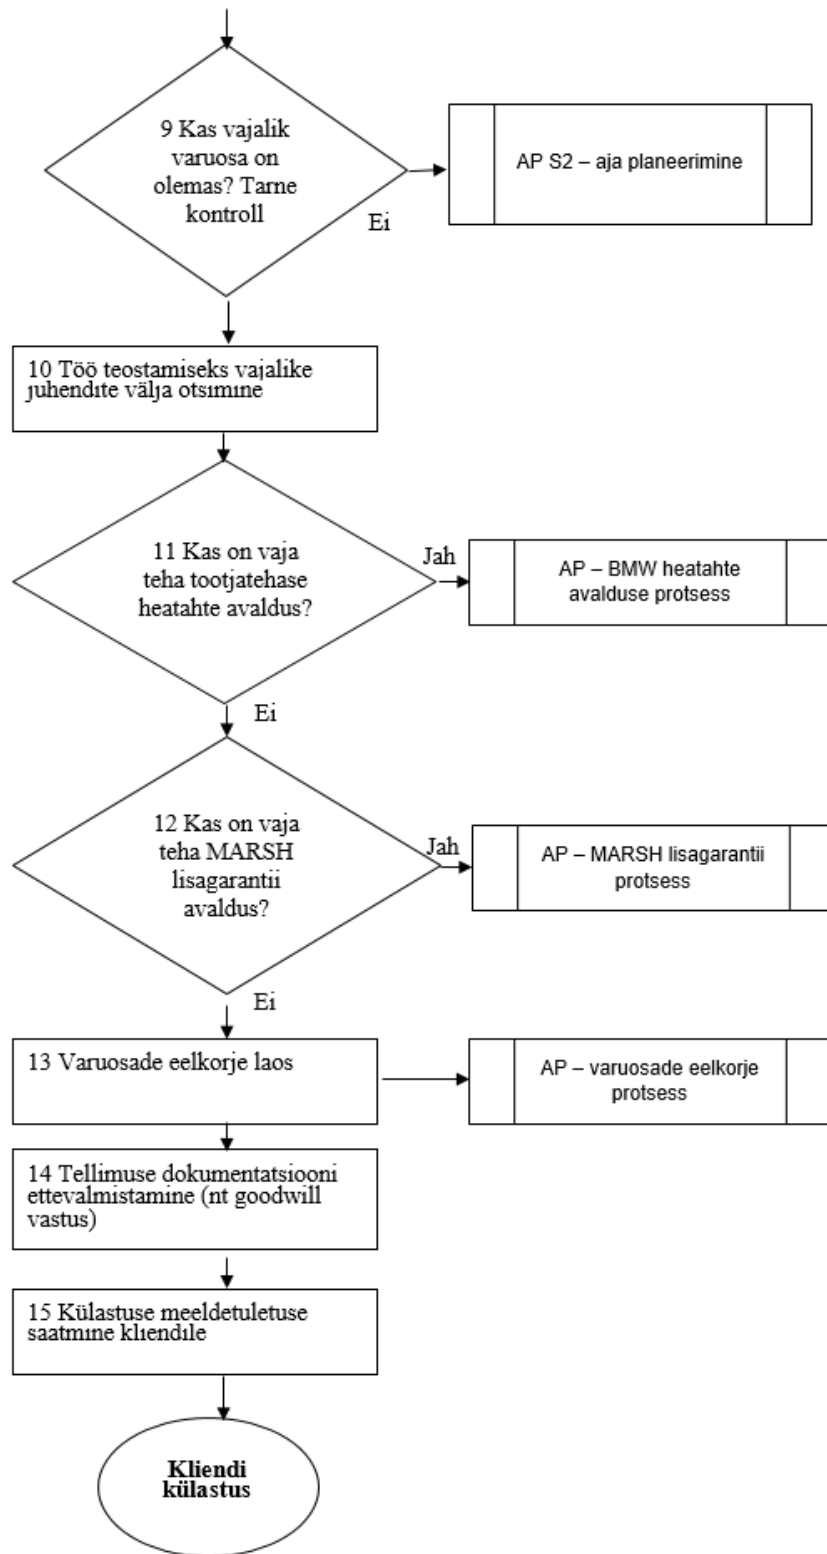 9 Kas vajalik
varuosa on
olemas? Tarne
kontroll
Ei
AP S2 – aja planeerimine
10 Töö teostamiseks vajalike
juhendite välja otsimine
11 Kas on vaja
teha tootjatehase
heatahte avaldus?
Jah
AP – BMW heatahte
avalduse protsess
Ei
12 Kas on vaja
teha MARSH
lisagarantii
avaldus?
Jah
AP – MARSH lisagarantii
protsess
Ei
13 Varuosade eelkorje laos
AP – varuosade eelkorje
protsess
14 Tellimuse dokumentatsiooni
ettevalmistamine (nt goodwill
vastus)
15 Külastuse meeldetuletuse
saatmine kliendile
Kliendi
külastus